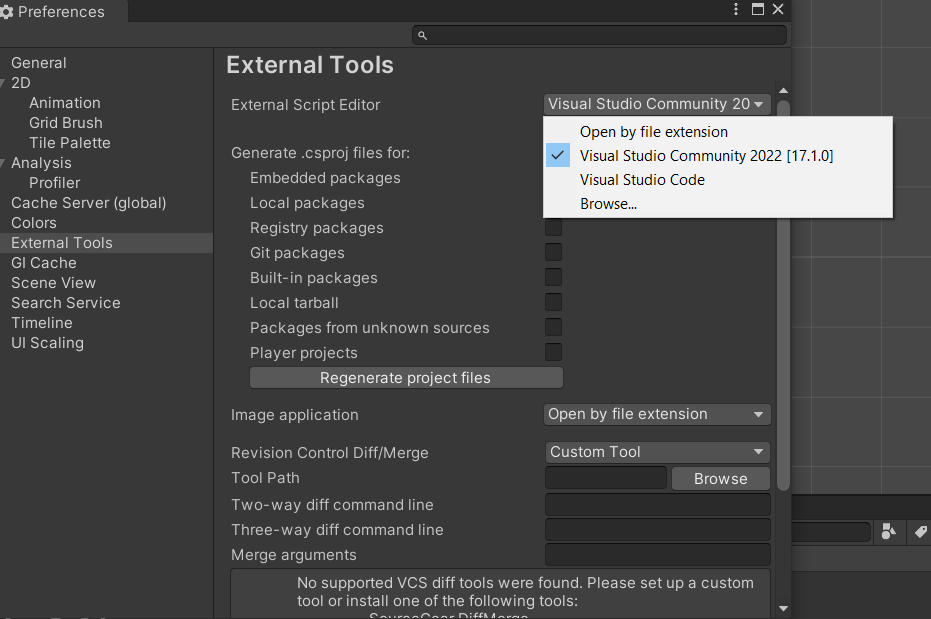 Preferences
General
2D
Animation
Grid Brush
Tile Palette
Analysis
Profiler
Cache Server (global)
Colors
External Tools
GI Cache
Scene View
Search Service
Timeline
UI Scaling
External Tools
External Script Editor
Visual Studio Community 20
Open by file extension
Visual Studio Community 2022 [17.1.0]
Visual Studio Code
Browse...
Generate .csproj files for:
Embedded packages
Local packages
Registry packages
Git packages
Built-in packages
Local tarball
Packages from unknown sources
Player projects
Regenerate project files
Image application
Open by file extension
Revision Control Diff/Merge
Custom Tool
Tool Path
Browse
Two-way diff command line
Three-way diff command line
Merge arguments
No supported VCS diff tools were found. Please set up a custom
tool or install one of the following tools:
SourceGear DiffMerge